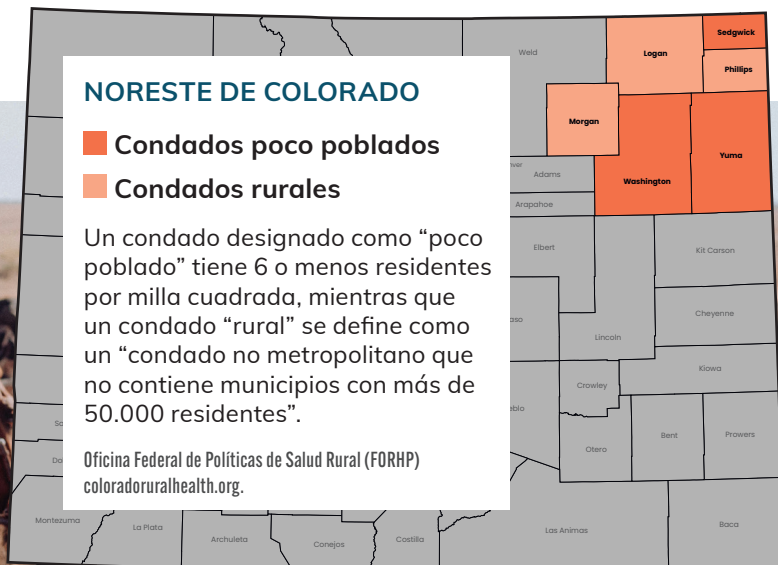 NORESTE DE COLORADO
Condados poco poblados
Condados rurales
Un condado designado como “poco
poblado” tiene 6 o menos residentes
por milla cuadrada, mientras que
un condado “rural” se define como
un “condado no metropolitano que
no contiene municipios con más de
50.000 residentes”.
Oficina Federal de Políticas de Salud Rural (FORHP)
coloradoruralhealth.org.
Sedgwick
Weld
Logan
Phillips
Morgan
Yuma
Adams
Washington
Arapahoe
Elbert
Kit Carson
Cheyenne
Lincoln
Kiowa
Crowley
Bent
Prowers
Otero
Montezuma
La Plata
Archuleta
Conejos
Costilla
Las Animas
Baca